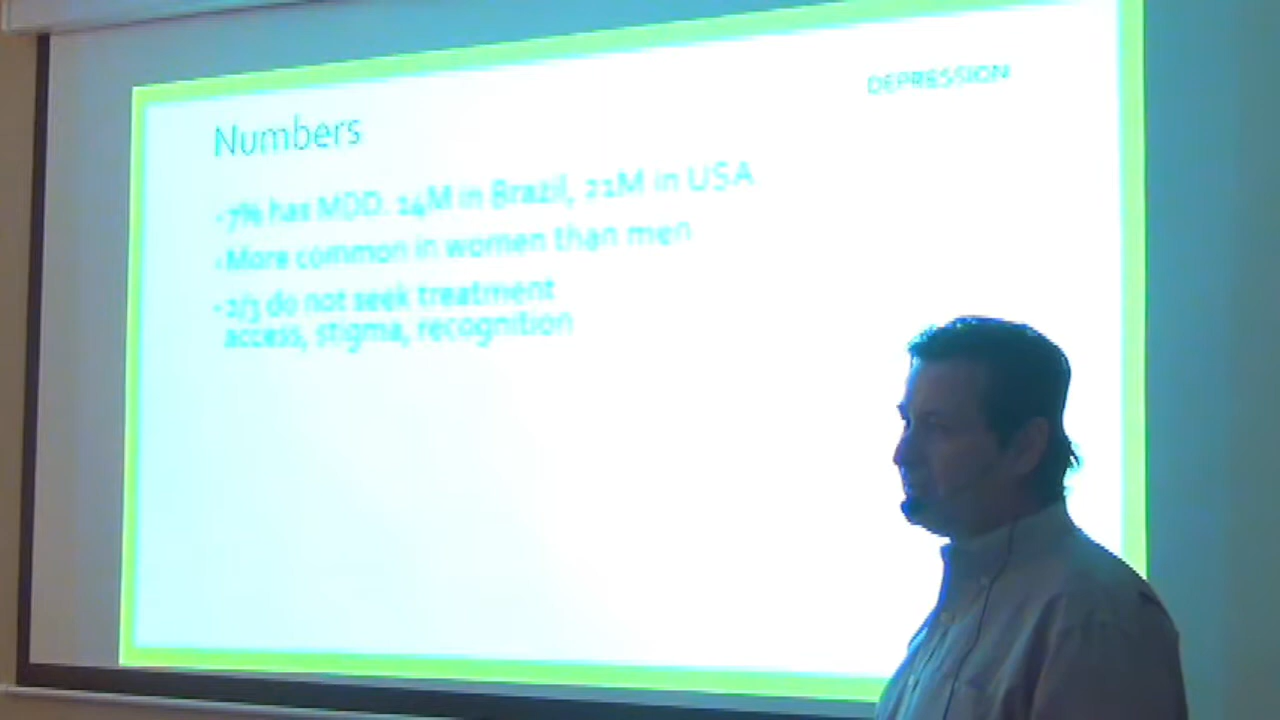 DEPRESSION
Numbers
•7% has MDD: 14M in Brazil, 21M in USA
•More common in women than men
•2/3 do not seek treatment
access, stigma, recognition